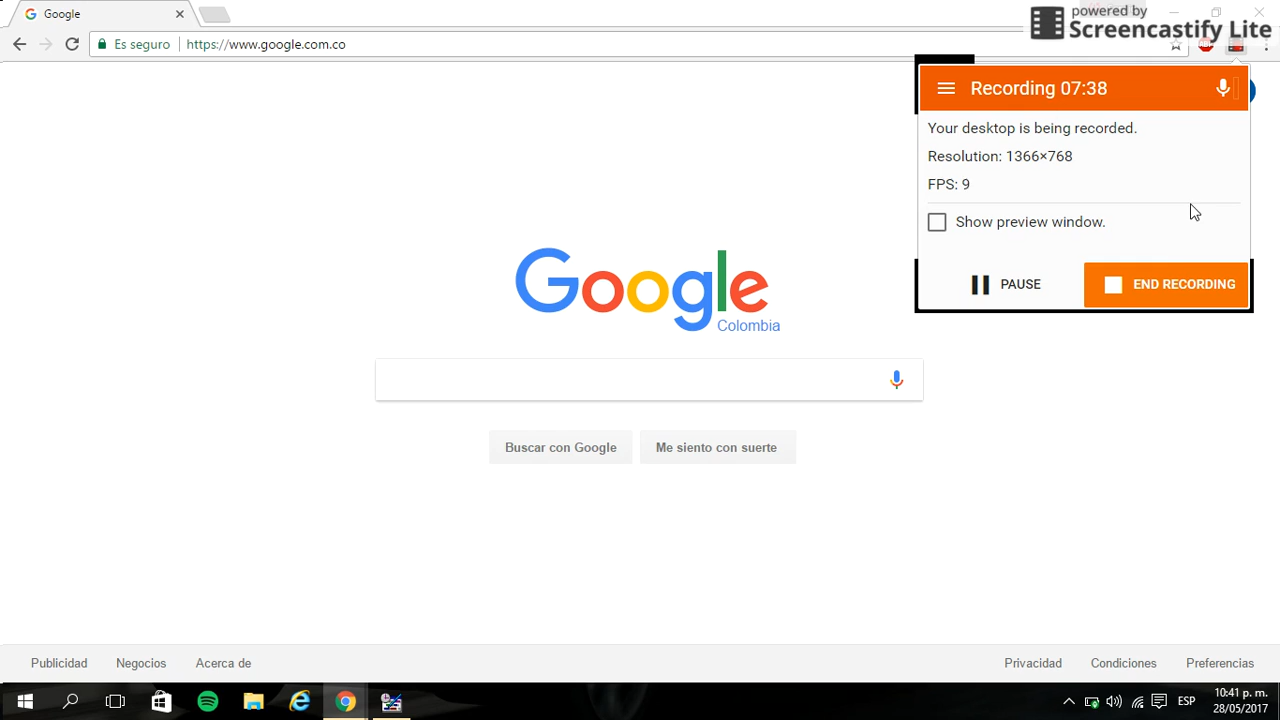 Google
powered by
Screencastify Lite
Es seguro
https://www.google.com.co
Recording 07:38
Your desktop is being recorded.
Resolution: 1366×768
FPS: 9
Show preview window.
PAUSE
END RECORDING
Google
Colombia
Buscar con Google
Me siento con suerte
Publicidad
Negocios
Acerca de
Privacidad
Condiciones
Preferencias
ESP
10:41 p. m.
28/05/2017